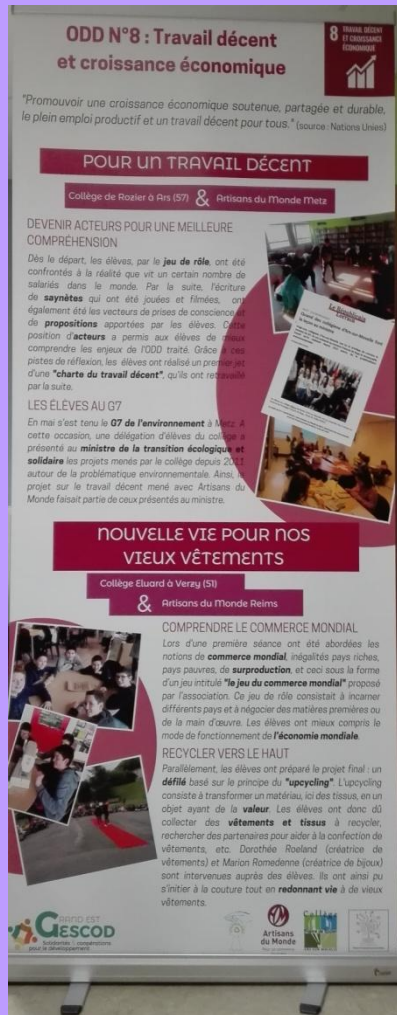 ODD N°8 : Travail décent
et croissance économique
8 TRAVAIL DÉCENT
ET CROISSANCE
ÉCONOMIQUE
"Promouvoir une croissance économique soutenue, partagée et durable,
le plein emploi productif et un travail décent pour tous." (source : Nations Unies)
POUR UN TRAVAIL DÉCENT
Collège de Rozier à Ars (57) & Artisans du Monde Metz
DEVENIR ACTEURS POUR UNE MEILLEURE
COMPRÉHENSION
Dès le départ, les élèves, par le jeu de rôle, ont été
confrontés à la réalité que vit un certain nombre de
salariés dans le monde. Par la suite, l'écriture
de saynètes qui ont été jouées et filmées, ont
également été les vecteurs de prises de conscience et
de propositions apportées par les élèves. Cette
position d'acteurs a permis aux élèves de mieux
comprendre les enjeux de l'ODD traité. Grâce à ces
pistes de réflexion, les élèves ont réalisé un premier jet
d'une "charte du travail décent", qu'ils ont retravaillé
par la suite.
Le Républicain
Lorrain
LES ÉLÈVES AU G7
En mai s'est tenu le G7 de l'environnement à Metz. A
cette occasion, une délégation d'élèves du collège a
présenté au ministre de la transition écologique et
solidaire les projets menés par le collège depuis 2011
autour de la problématique environnementale. Ainsi, le
projet sur le travail décent mené avec Artisans du
Monde faisait partie de ceux présentés au ministre.
NOUVELLE VIE POUR NOS
VIEUX VÊTEMENTS
Collège Eluard à Verzy (51)
& Artisans du Monde Reims
COMPRENDRE LE COMMERCE MONDIAL
Lors d'une première séance ont été abordées les
notions de commerce mondial, inégalités pays riches,
pays pauvres, de surproduction, et ceci sous la forme
d'un jeu intitulé "le jeu du commerce mondial" proposé
par l'association. Ce jeu de rôle consistait à incarner
différents pays et à négocier des matières premières ou
de la main d'œuvre. Les élèves ont mieux compris le
mode de fonctionnement de l'économie mondiale.
RECYCLER VERS LE HAUT
Parallèlement, les élèves ont préparé le projet final : un
défilé basé sur le principe du "upcycling". L'upcycling
consiste à transformer un matériau, ici des tissus, en un
objet ayant de la valeur. Les élèves ont donc dû
collecter des vêtements et tissus à recycler,
rechercher des partenaires pour aider à la confection de
vêtements, etc. Dorothée Roeland (créatrice de
vêtements) et Marion Romedenne (créatrice de bijoux)
sont intervenues auprès des élèves. Ils ont ainsi pu
s'initier à la couture tout en redonnant vie à de vieux
vêtements.
GRAND EST
GESCOD
Solidarités & coopérations
pour le développement
Artisans
du Monde
Collège